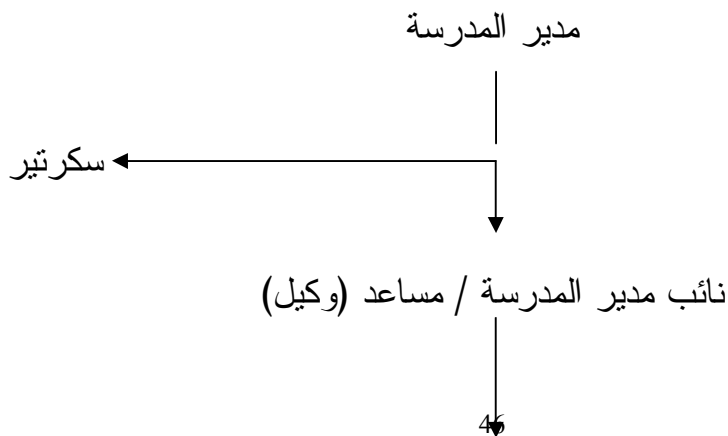 مدير المدرسة
سكرتير
نائب مدير المدرسة / مساعد (وكيل)
46